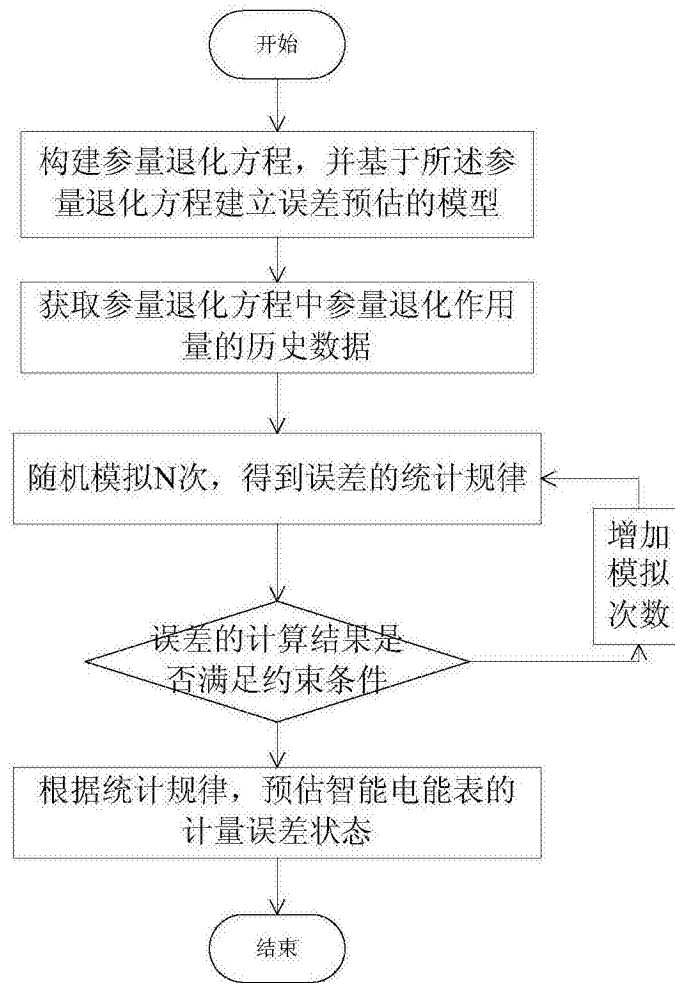 开始
构建参量退化方程，并基于所述参
量退化方程建立误差预估的模型
获取参量退化方程中参量退化作用
量的历史数据
随机模拟N次，得到误差的统计规律
增加
模拟
次数
误差的计算结果是
否满足约束条件
根据统计规律，预估智能电能表的
计量误差状态
结束